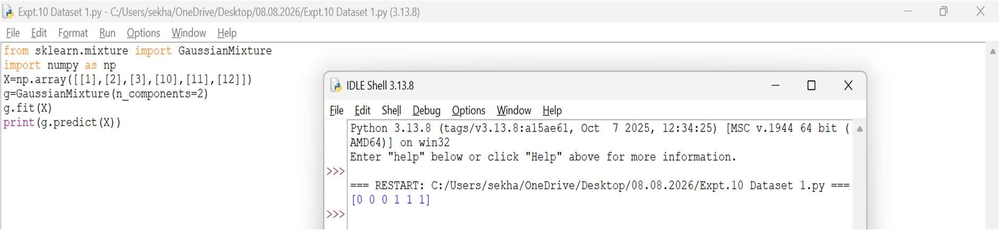 Expt.10 Dataset 1.py - C:/Users/sekha/OneDrive/Desktop/08.08.2026/Expt.10 Dataset 1.py (3.13.8)
File Edit Format Run Options Window Help
from sklearn.mixture import GaussianMixture
import numpy as np
X=np.array([[1],[2],[3],[10],[11],[12]])
g=GaussianMixture(n_components=2)
g.fit(X)
print(g.predict(X))
IDLE Shell 3.13.8
File Edit Shell Debug Options Window Help
Python 3.13.8 (tags/v3.13.8:a15ae61, Oct  7 2025, 12:34:25) [MSC v.1944 64 bit (
AMD64)] on win32
Enter "help" below or click "Help" above for more information.
>>>
=== RESTART: C:/Users/sekha/OneDrive/Desktop/08.08.2026/Expt.10 Dataset 1.py ===
[0 0 0 1 1 1]
>>>